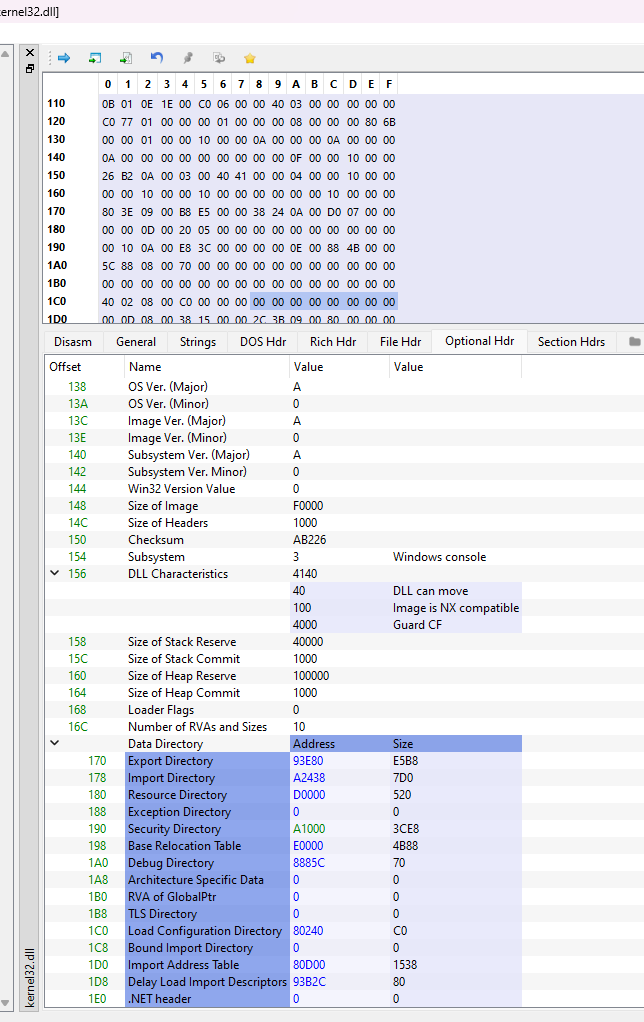 kernel32.dll]
0 1 2 3 4 5 6 7 8 9 A B C D E F
110 0B 01 0E 1E 00 C0 06 00 00 40 03 00 00 00 00 00
120 C0 77 01 00 00 00 01 00 00 00 08 00 00 00 80 6B
130 00 00 01 00 00 10 00 00 0A 00 00 00 0A 00 00 00
140 0A 00 00 00 00 00 00 00 00 00 0F 00 00 10 00 00
150 26 B2 0A 00 03 00 40 41 00 00 04 00 00 10 00 00
160 00 00 10 00 00 10 00 00 00 00 00 00 10 00 00 00
170 80 3E 09 00 B8 E5 00 00 38 24 0A 00 D0 07 00 00
180 00 00 0D 00 20 05 00 00 00 00 00 00 00 00 00 00
190 00 10 0A 00 E8 3C 00 00 00 00 0E 00 88 4B 00 00
1A0 5C 88 08 00 70 00 00 00 00 00 00 00 00 00 00 00
1B0 00 00 00 00 00 00 00 00 00 00 00 00 00 00 00 00
1C0 40 02 08 00 C0 00 00 00 00 00 00 00 00 00 00 00
1D0 00 0D 08 00 38 15 00 00 2C 3B 09 00 80 00 00 00
Disasm General Strings DOS Hdr Rich Hdr File Hdr Optional Hdr Section Hdrs
Offset Name Value Value
138 OS Ver. (Major) A
13A OS Ver. (Minor) 0
13C Image Ver. (Major) A
13E Image Ver. (Minor) 0
140 Subsystem Ver. (Major) A
142 Subsystem Ver. Minor) 0
144 Win32 Version Value 0
148 Size of Image F0000
14C Size of Headers 1000
150 Checksum AB226
154 Subsystem 3 Windows console
156 DLL Characteristics 4140
40 DLL can move
100 Image is NX compatible
4000 Guard CF
158 Size of Stack Reserve 40000
15C Size of Stack Commit 1000
160 Size of Heap Reserve 100000
164 Size of Heap Commit 1000
168 Loader Flags 0
16C Number of RVAs and Sizes 10
Data Directory Address Size
170 Export Directory 93E80 E5B8
178 Import Directory A2438 7D0
180 Resource Directory D0000 520
188 Exception Directory 0 0
190 Security Directory A1000 3CE8
198 Base Relocation Table E0000 4B88
1A0 Debug Directory 8885C 70
1A8 Architecture Specific Data 0 0
1B0 RVA of GlobalPtr 0 0
1B8 TLS Directory 0 0
1C0 Load Configuration Directory 80240 C0
1C8 Bound Import Directory 0 0
1D0 Import Address Table 80D00 1538
1D8 Delay Load Import Descriptors 93B2C 80
1E0 .NET header 0 0
kernel32.dll